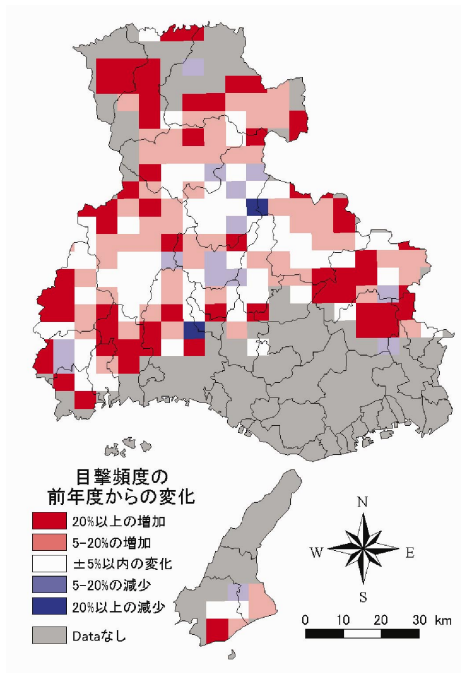 目撃頻度の
前年度からの変化
20%以上の増加
5-20%の増加
±5%以内の変化
5-20%の減少
20%以上の減少
Dataなし
N
W
E
S
0 10 20 30 km